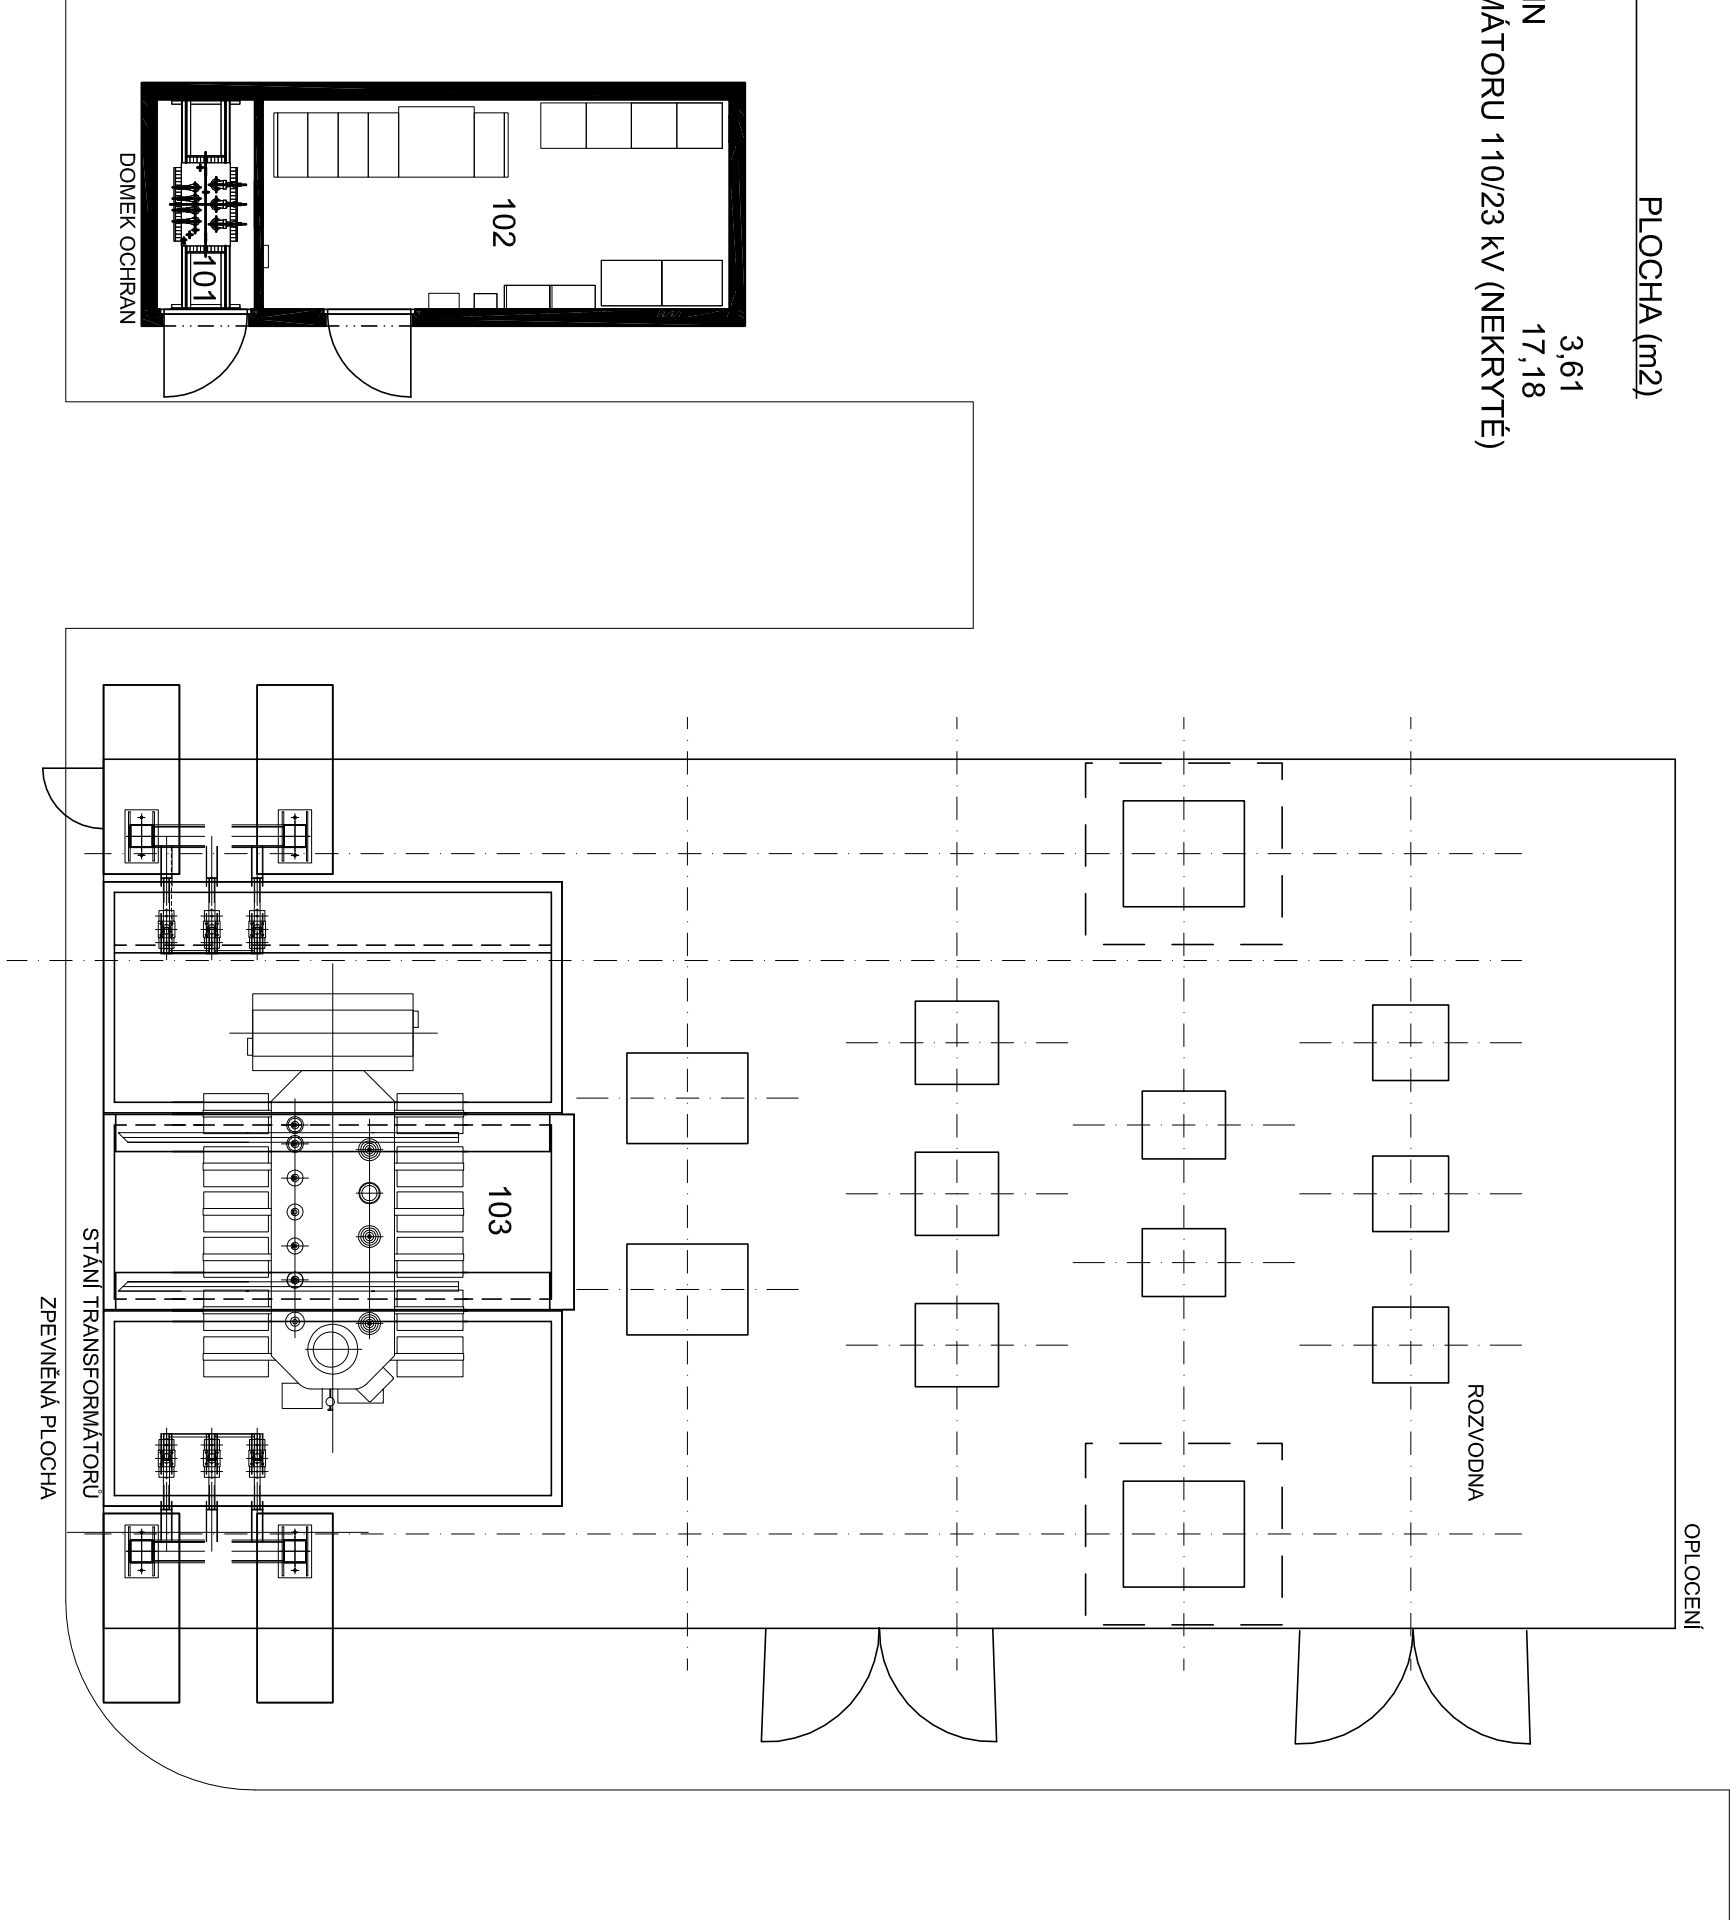 PLOCHA (m2)
3,61
17,18
MÁTORU 110/23 kV (NEKRYTÉ)
102
101
DOMEK OCHRAN
OPLOCENÍ
ROZVODNA
103
STÁNÍ TRANSFORMÁTORŮ
ZPEVNĚNÁ PLOCHA